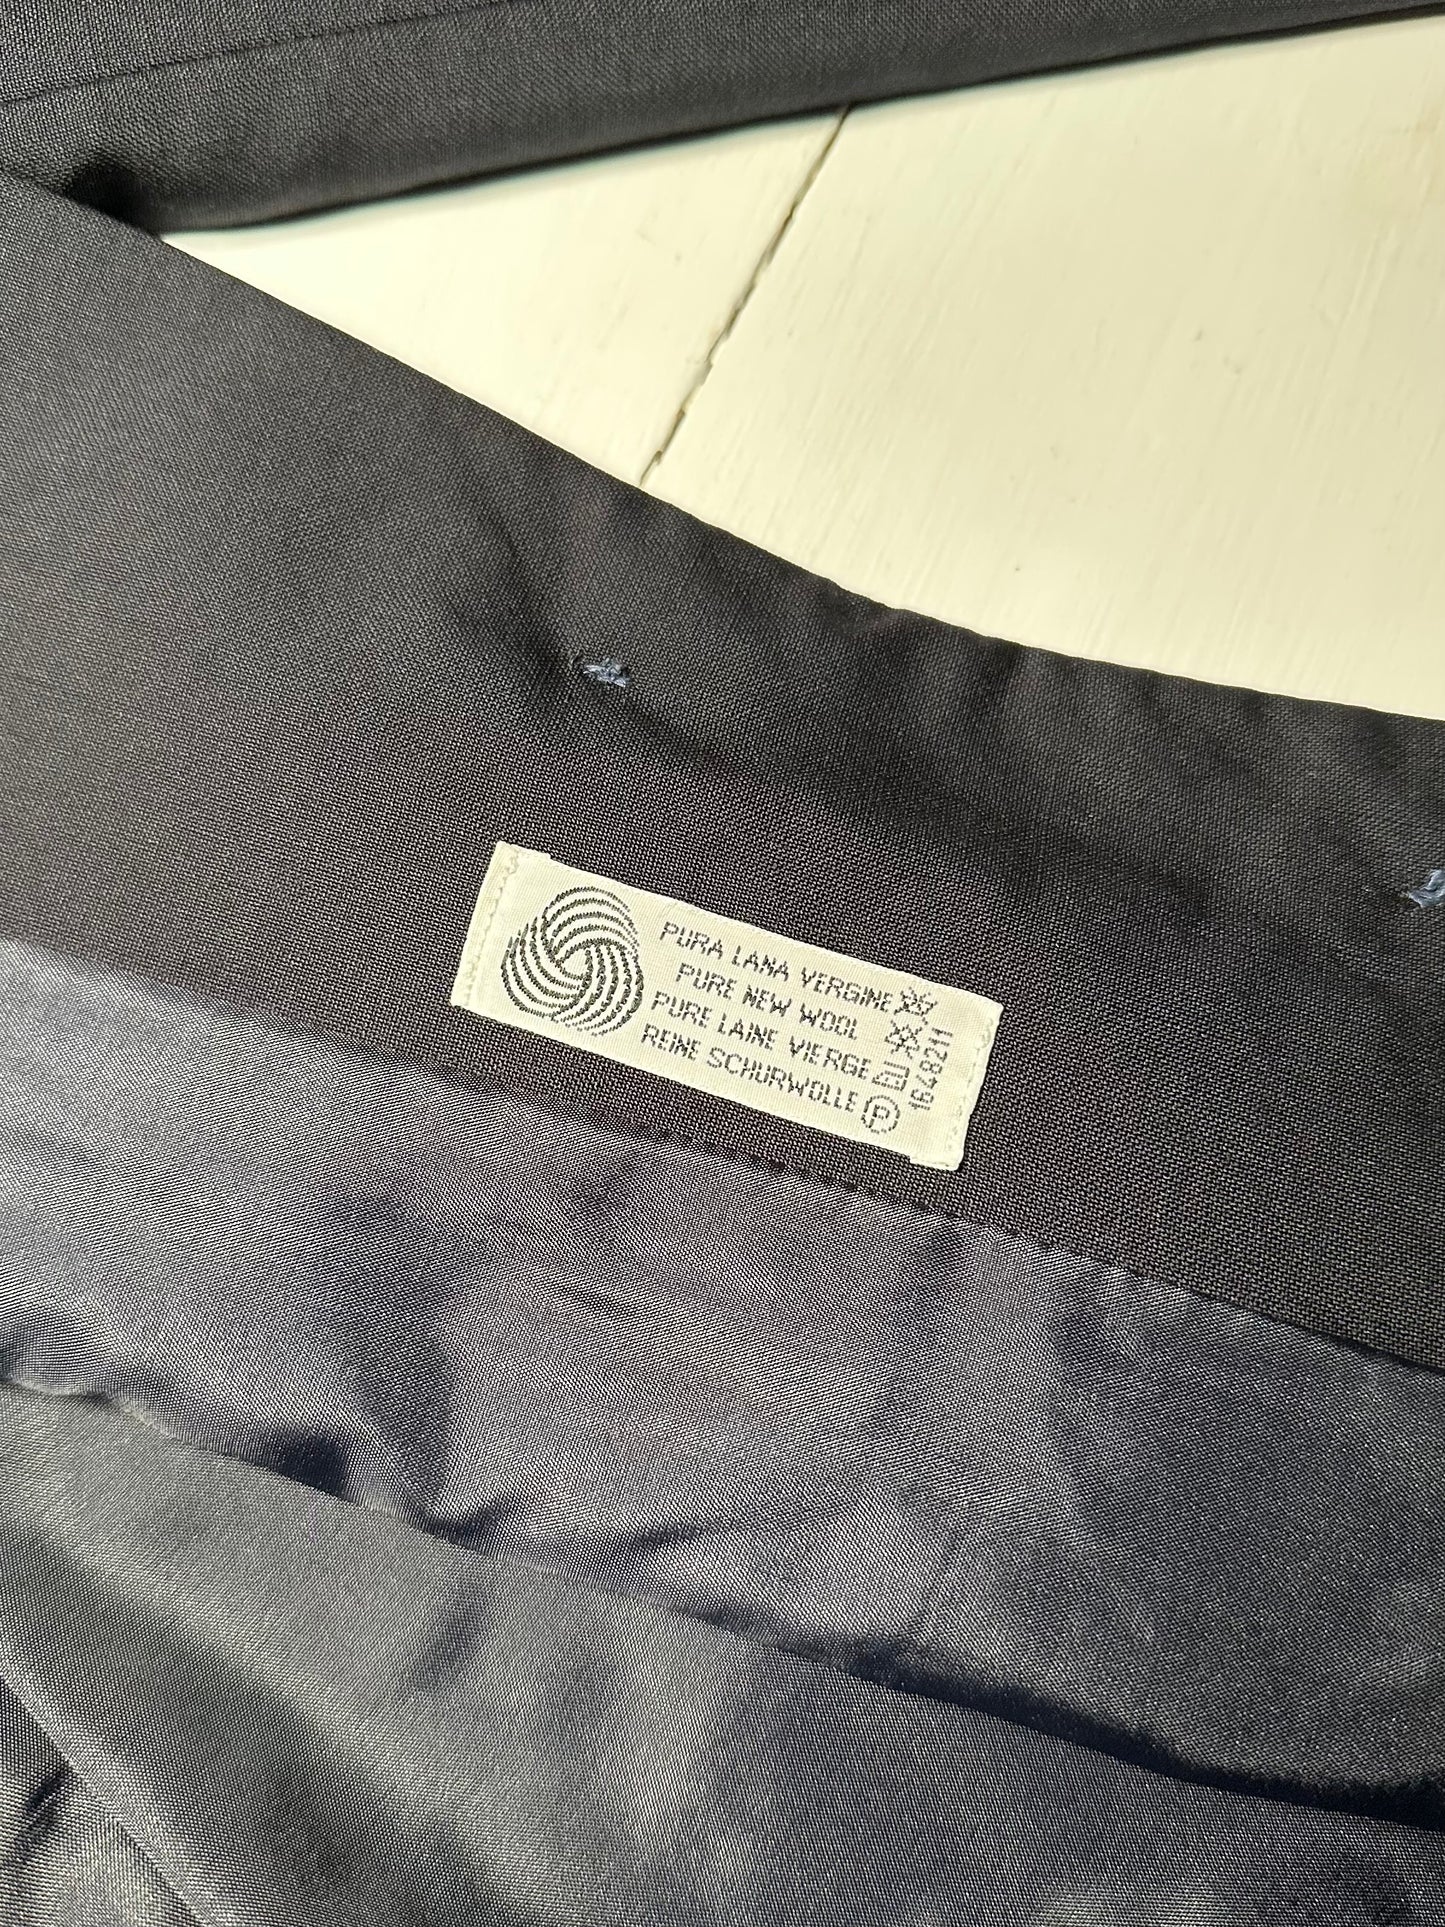 PURA LANA VERGINE
PURE NEW WOOL
PURE LAINE VIERGE
REINE SCHURWOLLE P
1648211